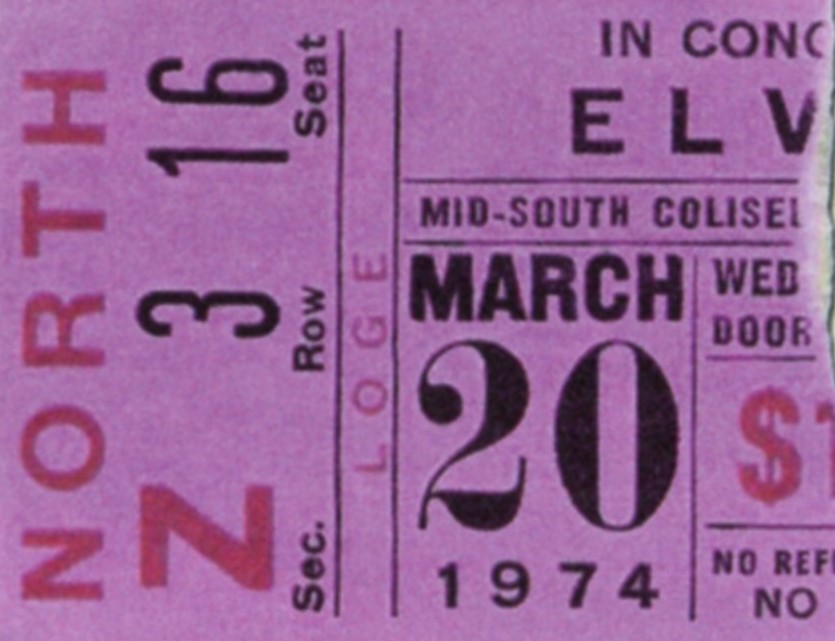 NORTH
N 3 16
Sec. Row Seat
LOGE
IN CONC
ELV
MID-SOUTH COLISE
MARCH
20
1974
WED
DOOR
$1
NO REF
NO